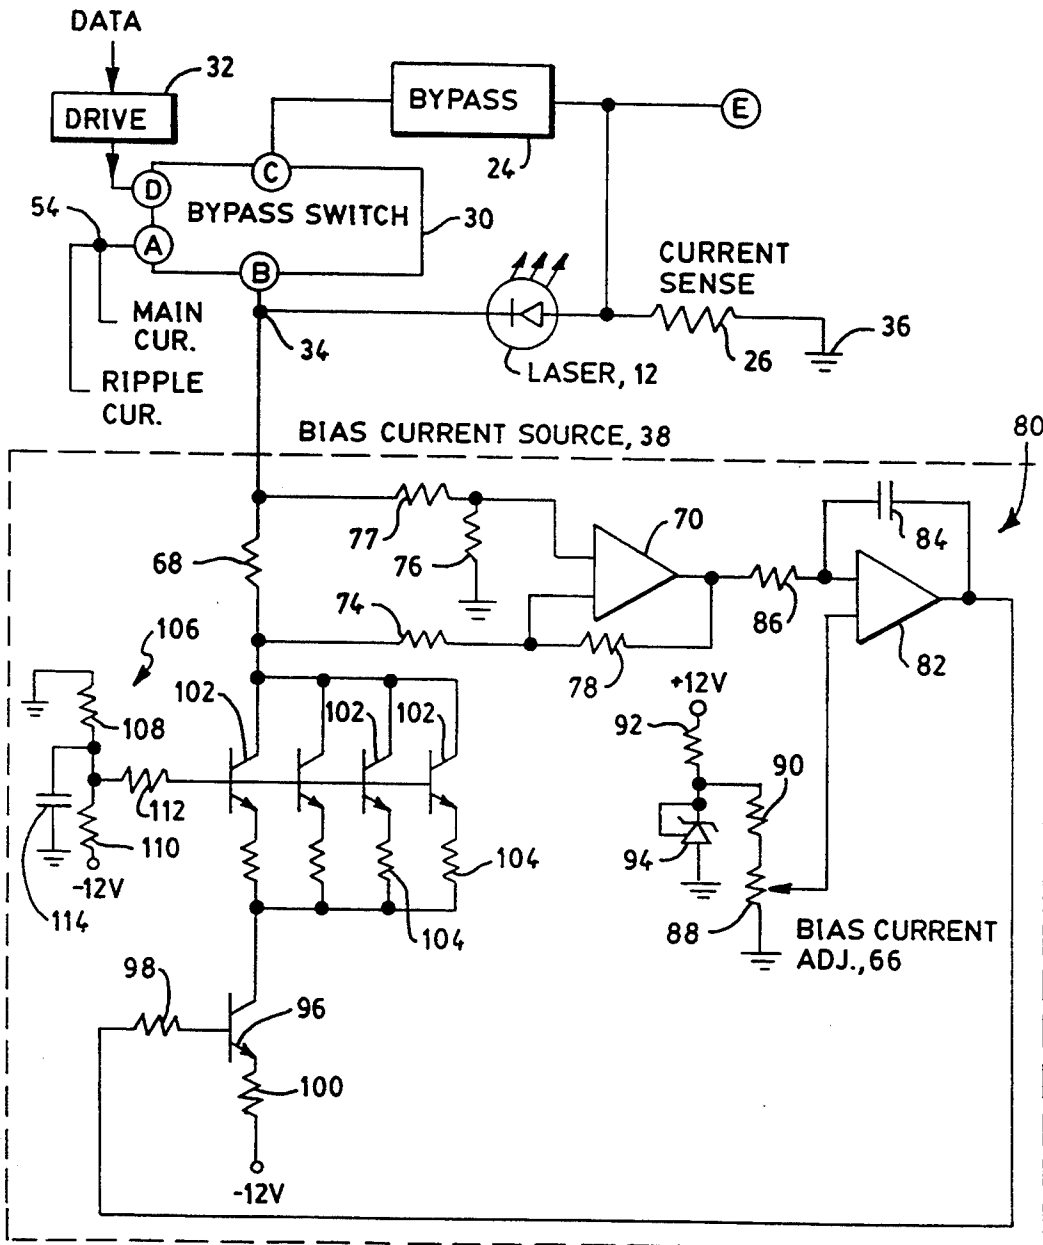 DATA
32
DRIVE
BYPASS
E
24
C
D
BYPASS SWITCH
30
54
A
B
CURRENT
SENSE
MAIN
CUR.
34
36
26
LASER, 12
RIPPLE
CUR.
BIAS CURRENT SOURCE, 38
80
77
70
84
68
76
74
86
82
106
78
+12V
102
102
102
92
108
90
112
110
94
104
-12V
114
104
88
BIAS CURRENT
ADJ., 66
98
96
100
-12V